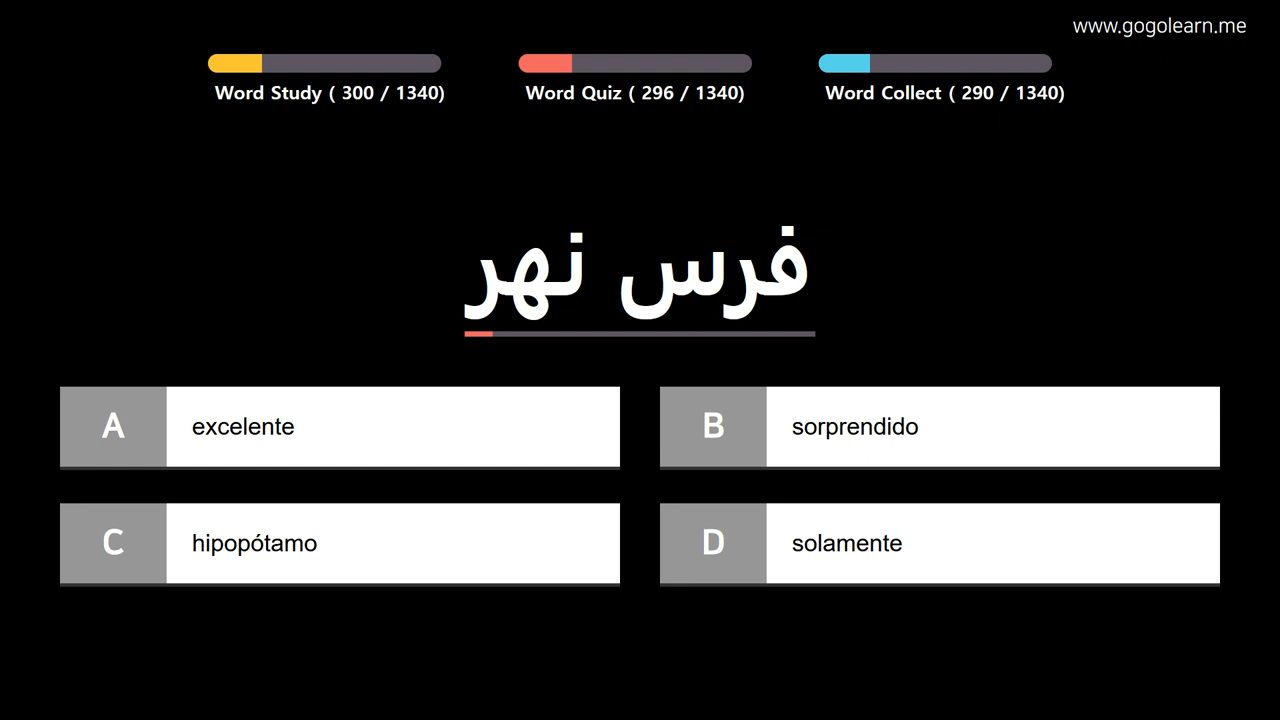 www.gogolearn.me
Word Study ( 300 / 1340)
Word Quiz ( 296 / 1340)
Word Collect ( 290 / 1340)
فرس نهر
A excelente
B sorprendido
C hipopótamo
D solamente